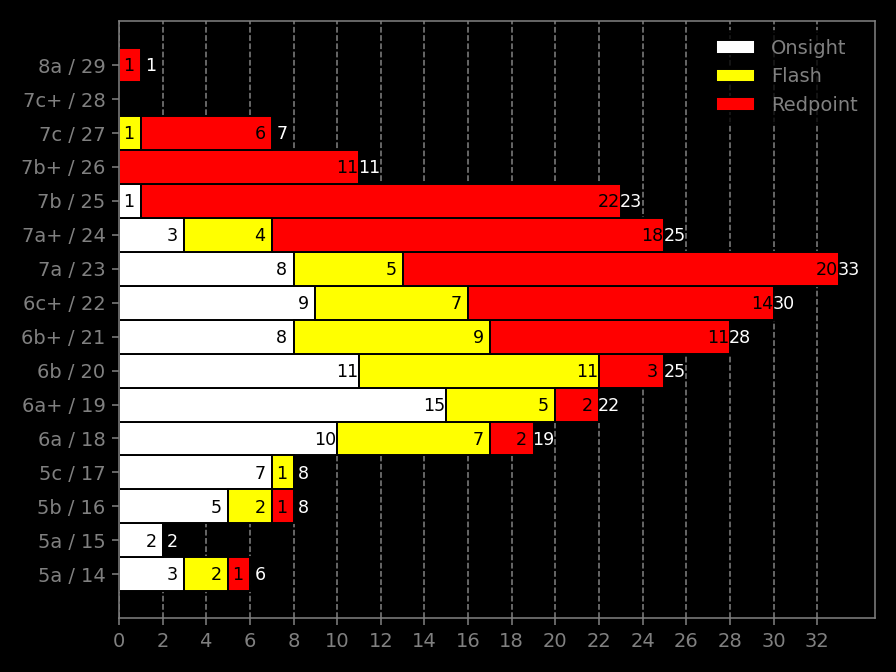 Onsight
Flash
Redpoint
8a / 29 1 1
7c+ / 28
7c / 27 1 6 7
7b+ / 26 11 11
7b / 25 1 22 23
7a+ / 24 3 4 18 25
7a / 23 8 5 20 33
6c+ / 22 9 7 14 30
6b+ / 21 8 9 11 28
6b / 20 11 11 3 25
6a+ / 19 15 5 2 22
6a / 18 10 7 2 19
5c / 17 7 1 8
5b / 16 5 2 1 8
5a / 15 2 2
5a / 14 3 2 1 6
0 2 4 6 8 10 12 14 16 18 20 22 24 26 28 30 32